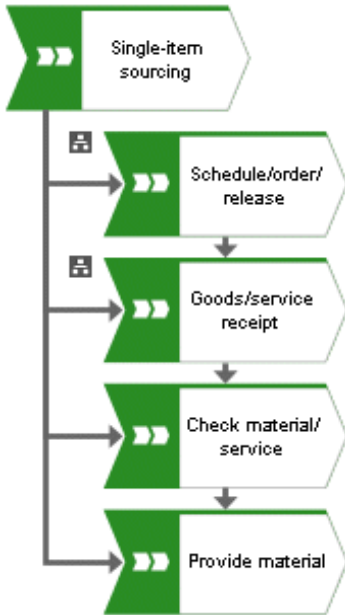 Single-item
sourcing
Schedule/order/
release
Goods/service
receipt
Check material/
service
Provide material